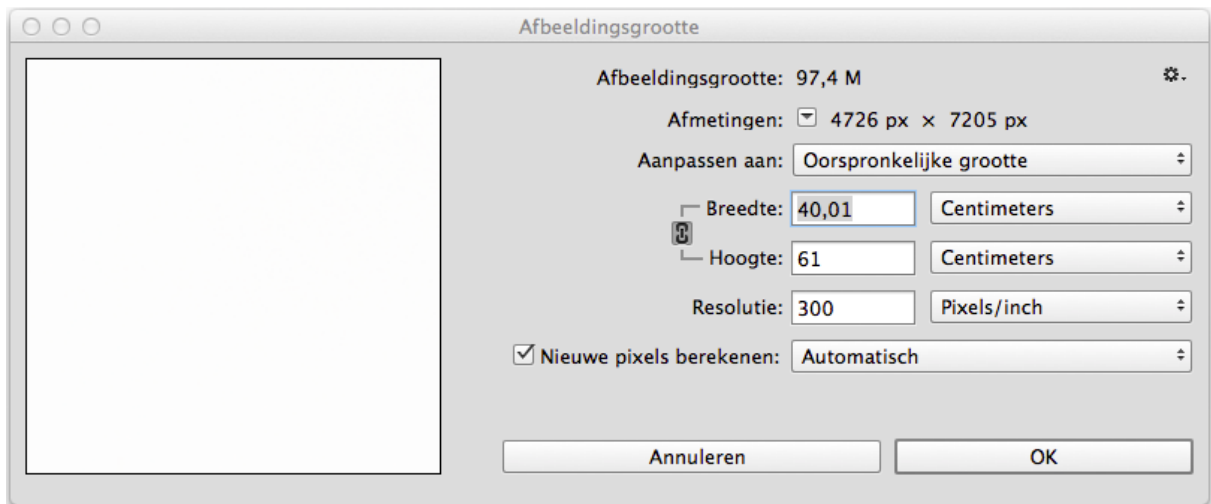 Afbeeldingsgrootte
Afbeeldingsgrootte: 97,4 M
Afmetingen: 4726 px × 7205 px
Aanpassen aan: Oorspronkelijke grootte
Breedte: 40,01 Centimeters
Hoogte: 61 Centimeters
Resolutie: 300 Pixels/inch
Nieuwe pixels berekenen: Automatisch
Annuleren OK